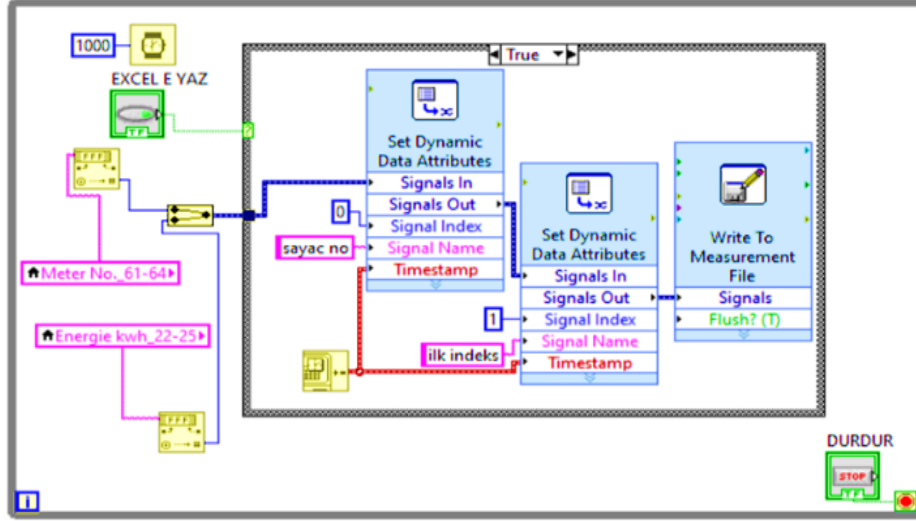 1000
True
EXCEL E YAZ
TF
Set Dynamic
Data Attributes
Signals In
Signals Out
0
Signal Index
sayac no
Signal Name
Timestamp
Set Dynamic
Data Attributes
Signals In
Signals Out
1
Signal Index
ilk indeks
Signal Name
Timestamp
Write To
Measurement
File
Signals
Flush? (T)
Meter No._61-64
Energie kwh_22-25
DURDUR
STOP
TF
i